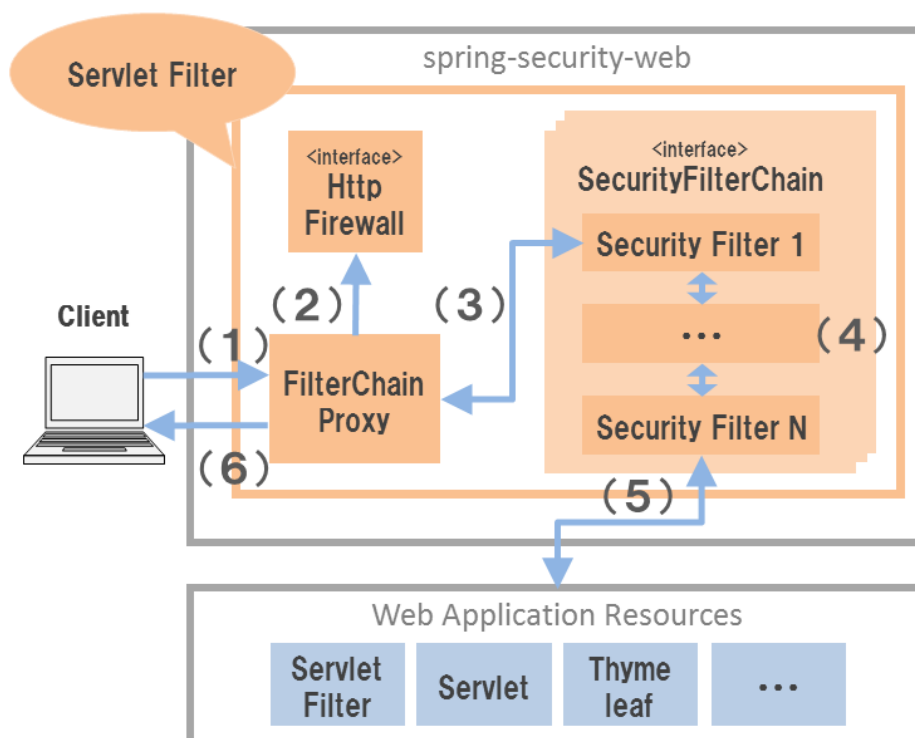 spring-security-web
Servlet Filter
<interface>
Http
Firewall
<interface>
SecurityFilterChain
Security Filter 1
(2)
(3)
Client
(1)
...
(4)
FilterChain
Proxy
Security Filter N
(6)
(5)
Web Application Resources
Servlet
Filter
Servlet
Thyme
leaf
...